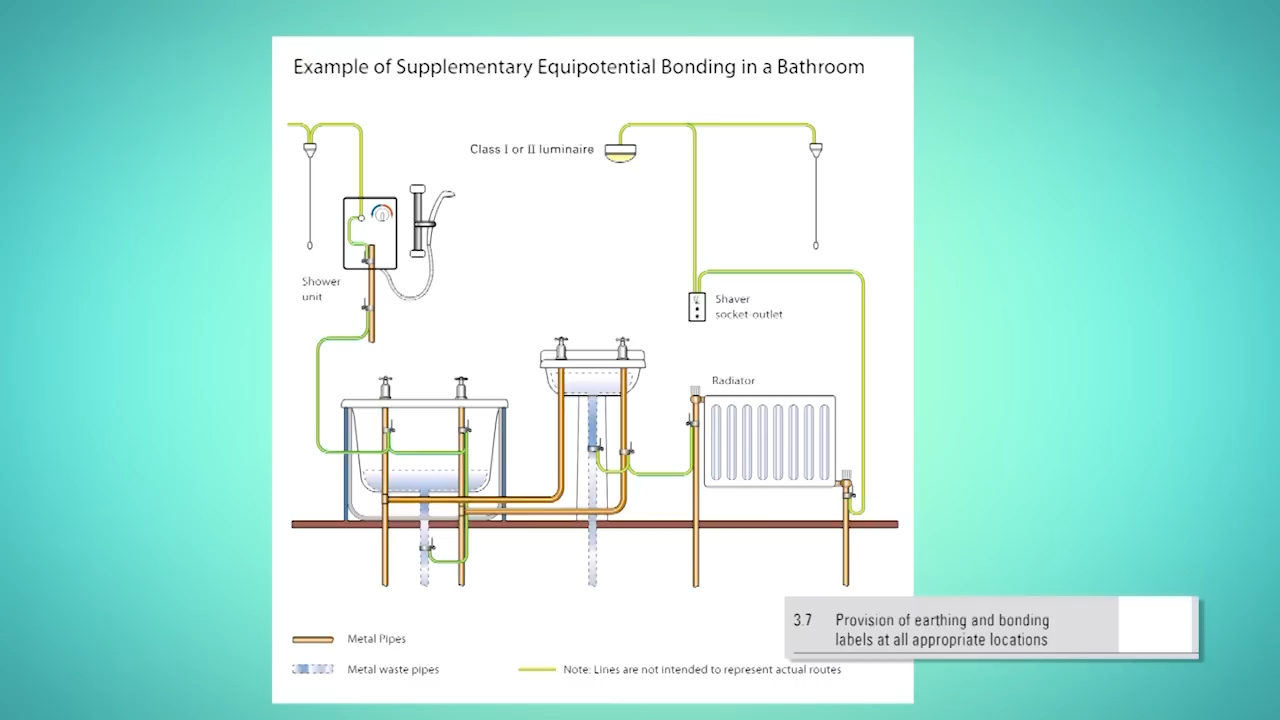 Example of Supplementary Equipotential Bonding in a Bathroom
Class I or II luminaire
Shower
unit
Shaver
socket-outlet
Radiator
3.7 Provision of earthing and bonding
labels at all appropriate locations
Metal Pipes
Metal waste pipes
Note: Lines are not intended to represent actual routes